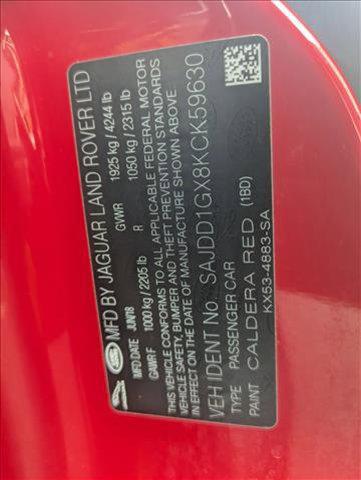 MFD BY JAGUAR LAND ROVER LTD
MFD DATE JUN/18 GVWR 1925 kg / 4244 lb
GAWR F 1000 kg / 2205 lb R 1050 kg / 2315 lb
THIS VEHICLE CONFORMS TO ALL APPLICABLE FEDERAL MOTOR
VEHICLE SAFETY, BUMPER AND THEFT PREVENTION STANDARDS
IN EFFECT ON THE DATE OF MANUFACTURE SHOWN ABOVE
VEH IDENT No: SAJDD1GX8KCK59630
TYPE: PASSENGER CAR
PAINT: CALDERA RED (1BD)
KX53-4883-SA